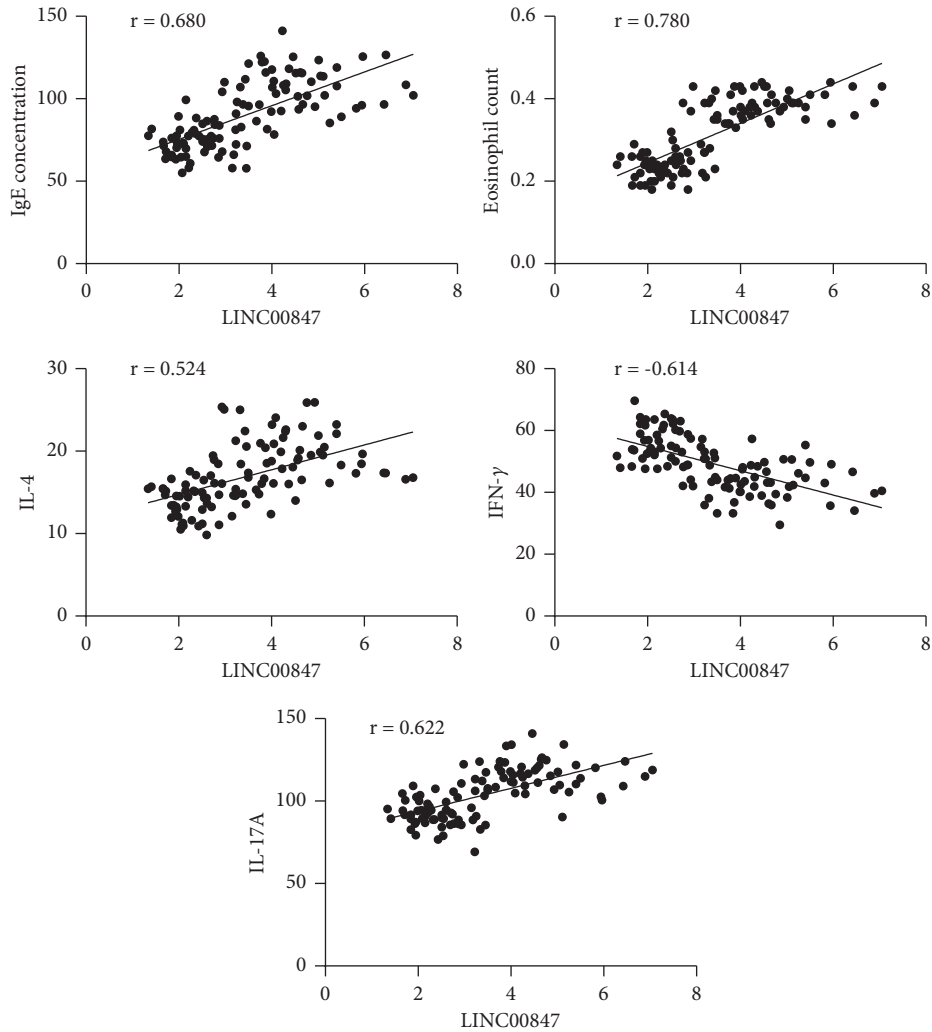 r = 0.680
IgE concentration
150
100
50
0
0 2 4 6 8
LINC00847
r = 0.780
Eosinophil count
0.6
0.4
0.2
0.0
0 2 4 6 8
LINC00847
r = 0.524
IL-4
30
20
10
0
0 2 4 6 8
LINC00847
r = -0.614
IFN-γ
80
60
40
20
0
0 2 4 6 8
LINC00847
r = 0.622
IL-17A
150
100
50
0
0 2 4 6 8
LINC00847